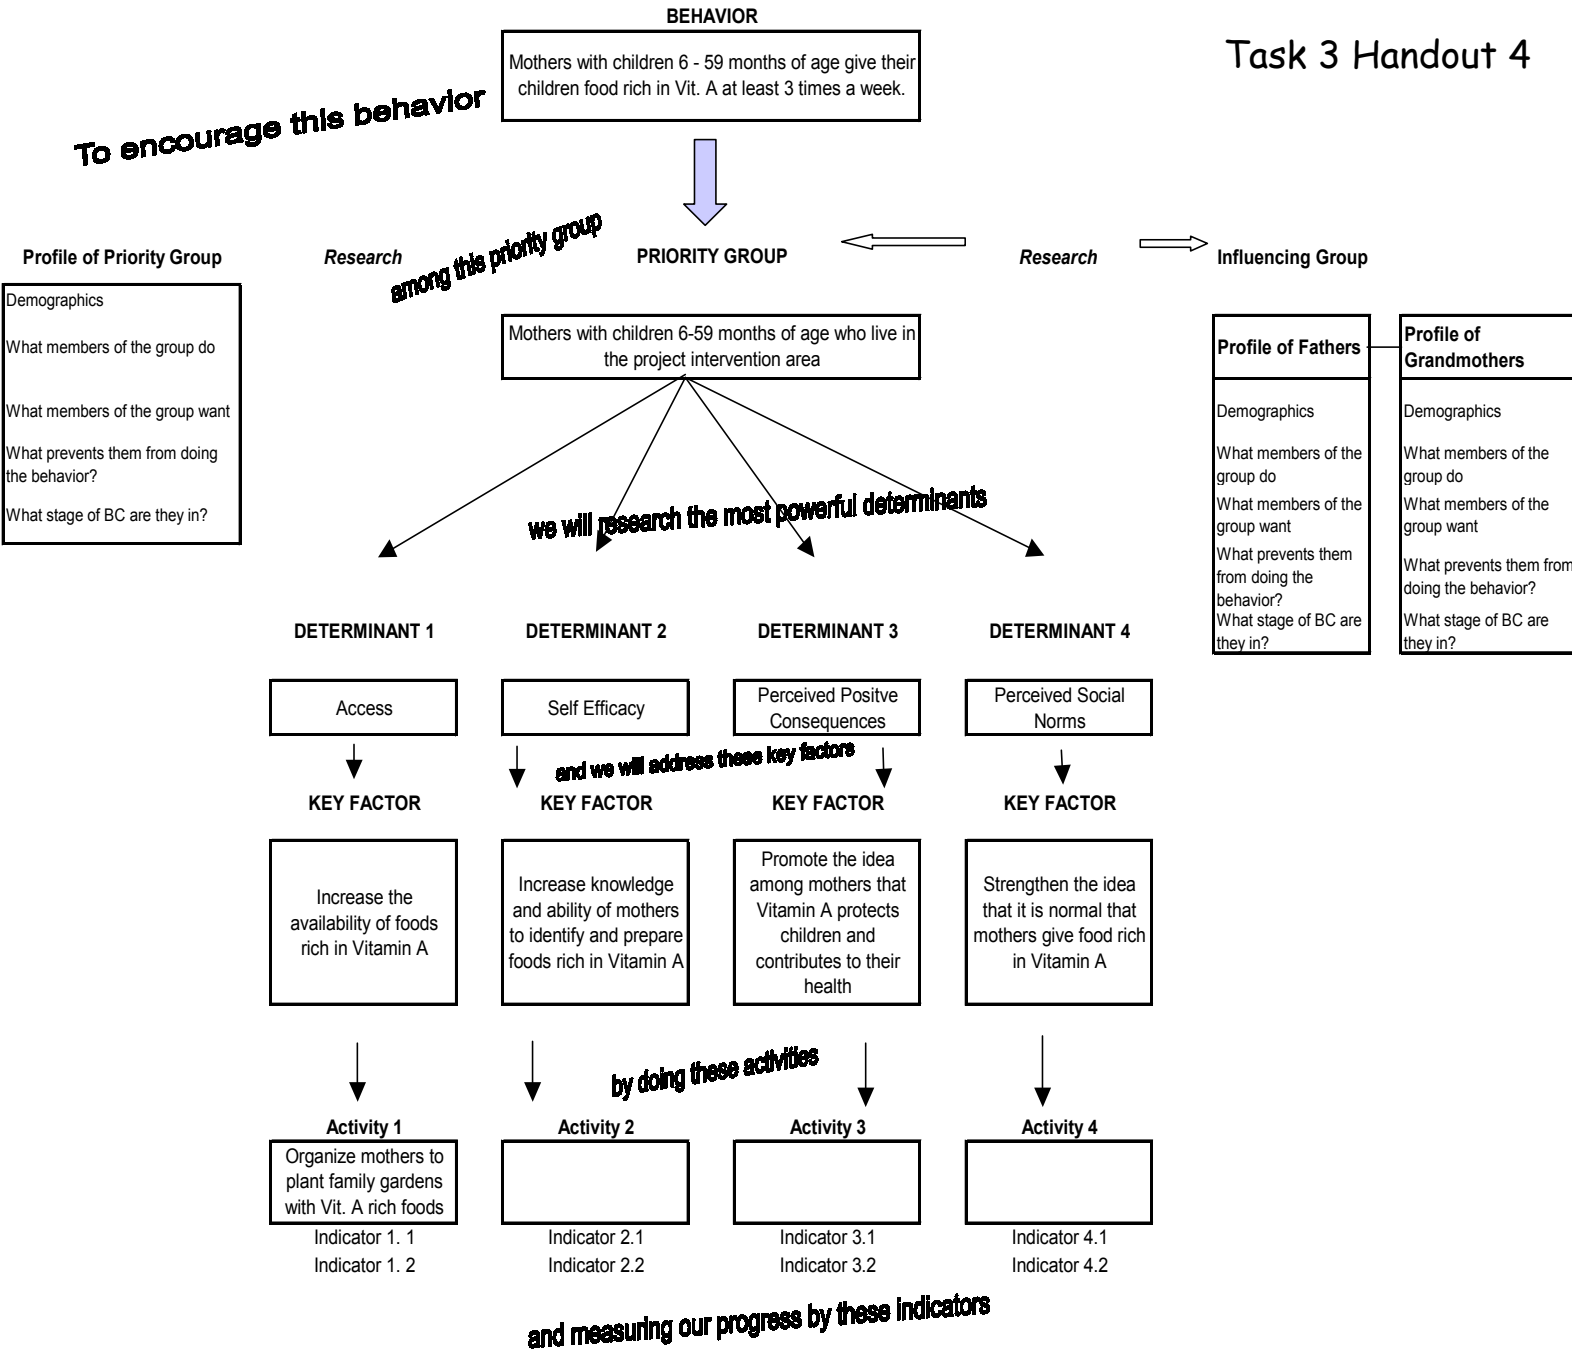 BEHAVIOR
Task 3 Handout 4
Mothers with children 6 - 59 months of age give their
children food rich in Vit. A at least 3 times a week.
To encourage this behavior
among this priority group
Profile of Priority Group
Research
PRIORITY GROUP
Research
Influencing Group
Demographics
What members of the group do
What members of the group want
What prevents them from doing
the behavior?
What stage of BC are they in?
Mothers with children 6-59 months of age who live in
the project intervention area
Profile of Fathers
Demographics
What members of the
group do
What members of the
group want
What prevents them
from doing the
behavior?
What stage of BC are
they in?
Profile of
Grandmothers
Demographics
What members of the
group do
What members of the
group want
What prevents them from
doing the behavior?
What stage of BC are
they in?
we will research the most powerful determinants
DETERMINANT 1
DETERMINANT 2
DETERMINANT 3
DETERMINANT 4
Access
Self Efficacy
Perceived Positve
Consequences
Perceived Social
Norms
and we will address these key factors
KEY FACTOR
KEY FACTOR
KEY FACTOR
KEY FACTOR
Increase the
availability of foods
rich in Vitamin A
Increase knowledge
and ability of mothers
to identify and prepare
foods rich in Vitamin A
Promote the idea
among mothers that
Vitamin A protects
children and
contributes to their
health
Strengthen the idea
that it is normal that
mothers give food rich
in Vitamin A
by doing these activities
Activity 1
Activity 2
Activity 3
Activity 4
Organize mothers to
plant family gardens
with Vit. A rich foods
Indicator 1. 1
Indicator 2.1
Indicator 3.1
Indicator 4.1
Indicator 1. 2
Indicator 2.2
Indicator 3.2
Indicator 4.2
and measuring our progress by these indicators